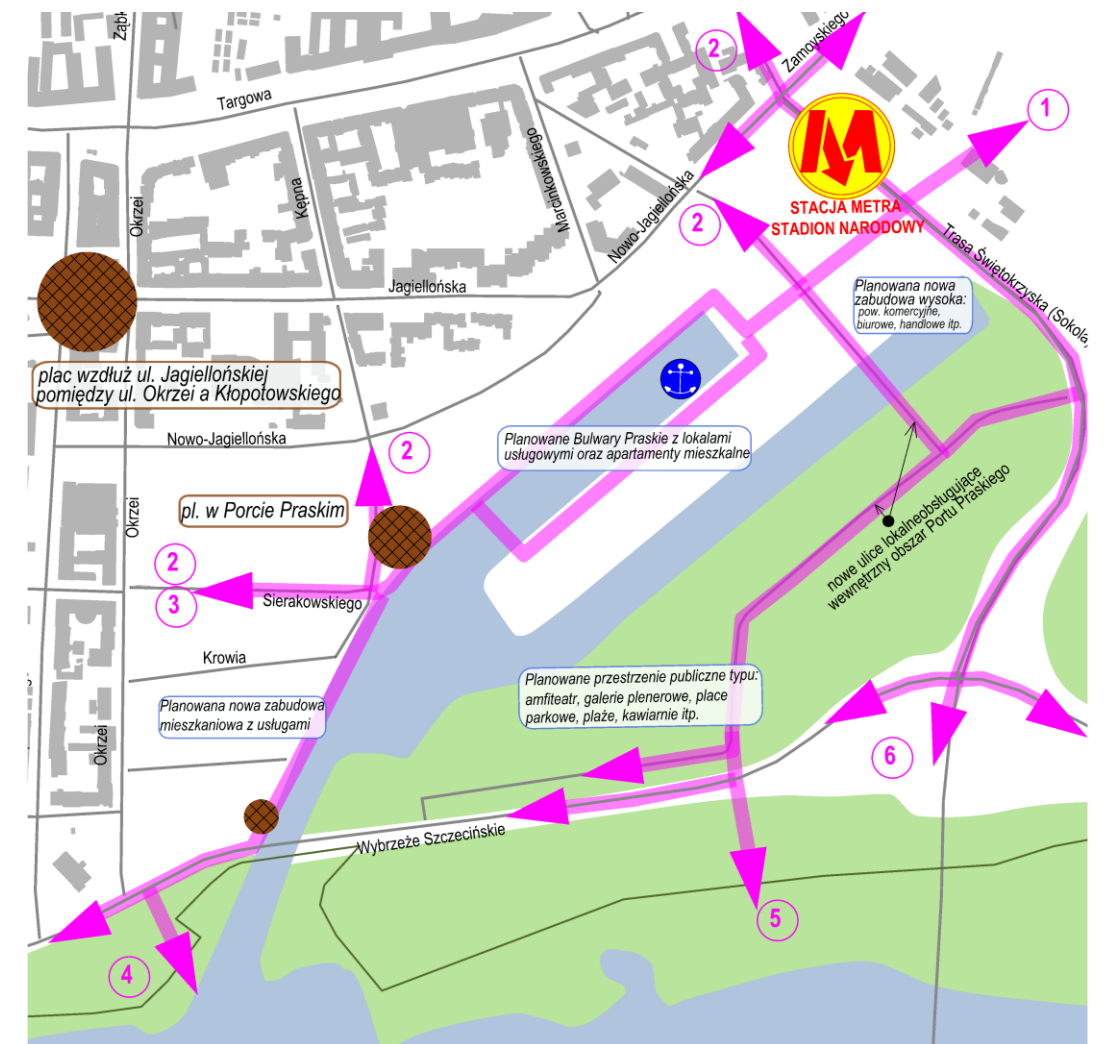 Ząbk
Targowa
Zamoyskiego
2
1
Okrzei
Kępna
Marcinkowskiego
Nowo-Jagiellońska
2
STACJA METRA
STADION NARODOWY
Trasa Świętokrzyska (Sokola,
Jagiellońska
Planowana nowa
zabudowa wysoka:
pow. komercyjne,
biurowe, handlowe itp.
plac wzdłuż ul. Jagiellońskiej
pomiędzy ul. Okrzei a Kłopotowskiego
Nowo-Jagiellońska
2
Planowane Bulwary Praskie z lokalami
usługowymi oraz apartamenty mieszkalne
pl. w Porcie Praskim
Okrzei
nowe ulice lokalneobsługujące
wewnętrzny obszar Portu Praskiego
2
3
Sierakowskiego
Krowia
Planowana nowa zabudowa
mieszkaniowa z usługami
Planowane przestrzenie publiczne typu:
amfiteatr, galerie plenerowe, place
parkowe, plaże, kawiarnie itp.
Okrzei
6
Wybrzeże Szczecińskie
5
4